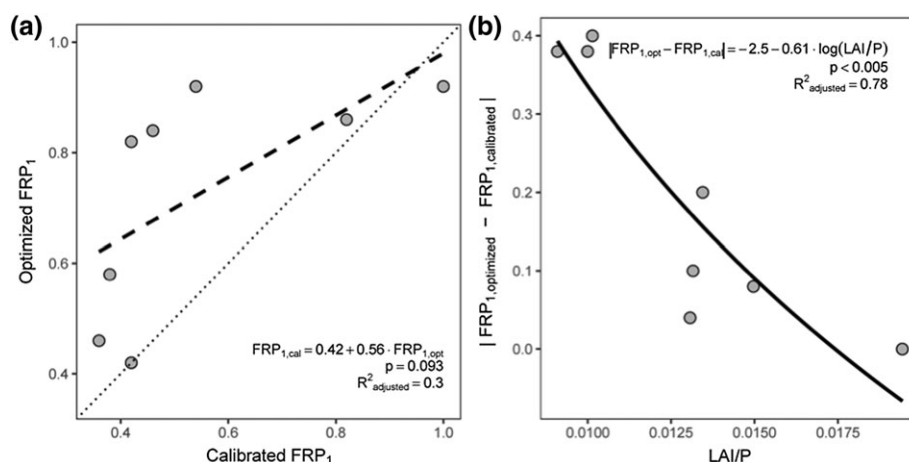 (a)
1.0
0.8
0.6
0.4
Optimized FRP₁
FRP₁,cal = 0.42 + 0.56 · FRP₁,opt
p = 0.093
R²adjusted = 0.3
0.4 0.6 0.8 1.0
Calibrated FRP₁
(b)
0.4
0.3
0.2
0.1
0.0
| FRP₁,optimized − FRP₁,calibrated |
|FRP₁,opt − FRP₁,cal| = −2.5 − 0.61 · log(LAI/P)
p < 0.005
R²adjusted = 0.78
0.0100 0.0125 0.0150 0.0175
LAI/P